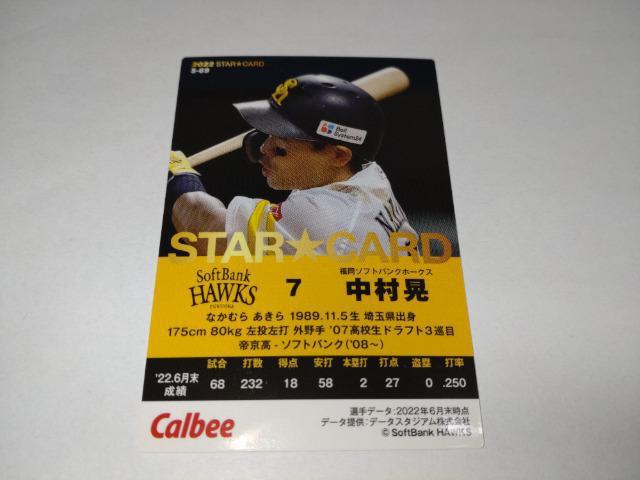 2022 STAR★CARD
S-69
Bell
System24
STAR★CARD
福岡ソフトバンクホークス
SoftBank
HAWKS
FUKUOKA
7
中村晃
なかむら あきら 1989.11.5生 埼玉県出身
175cm 80kg 左投左打 外野手 '07高校生ドラフト3巡目
帝京高 - ソフトバンク('08～)
試合 打数 得点 安打 本塁打 打点 盗塁 打率
'22.6月末
成績 68 232 18 58 2 27 0 .250
選手データ:2022年6月末時点
データ提供:データスタジアム株式会社
© SoftBank HAWKS
Calbee